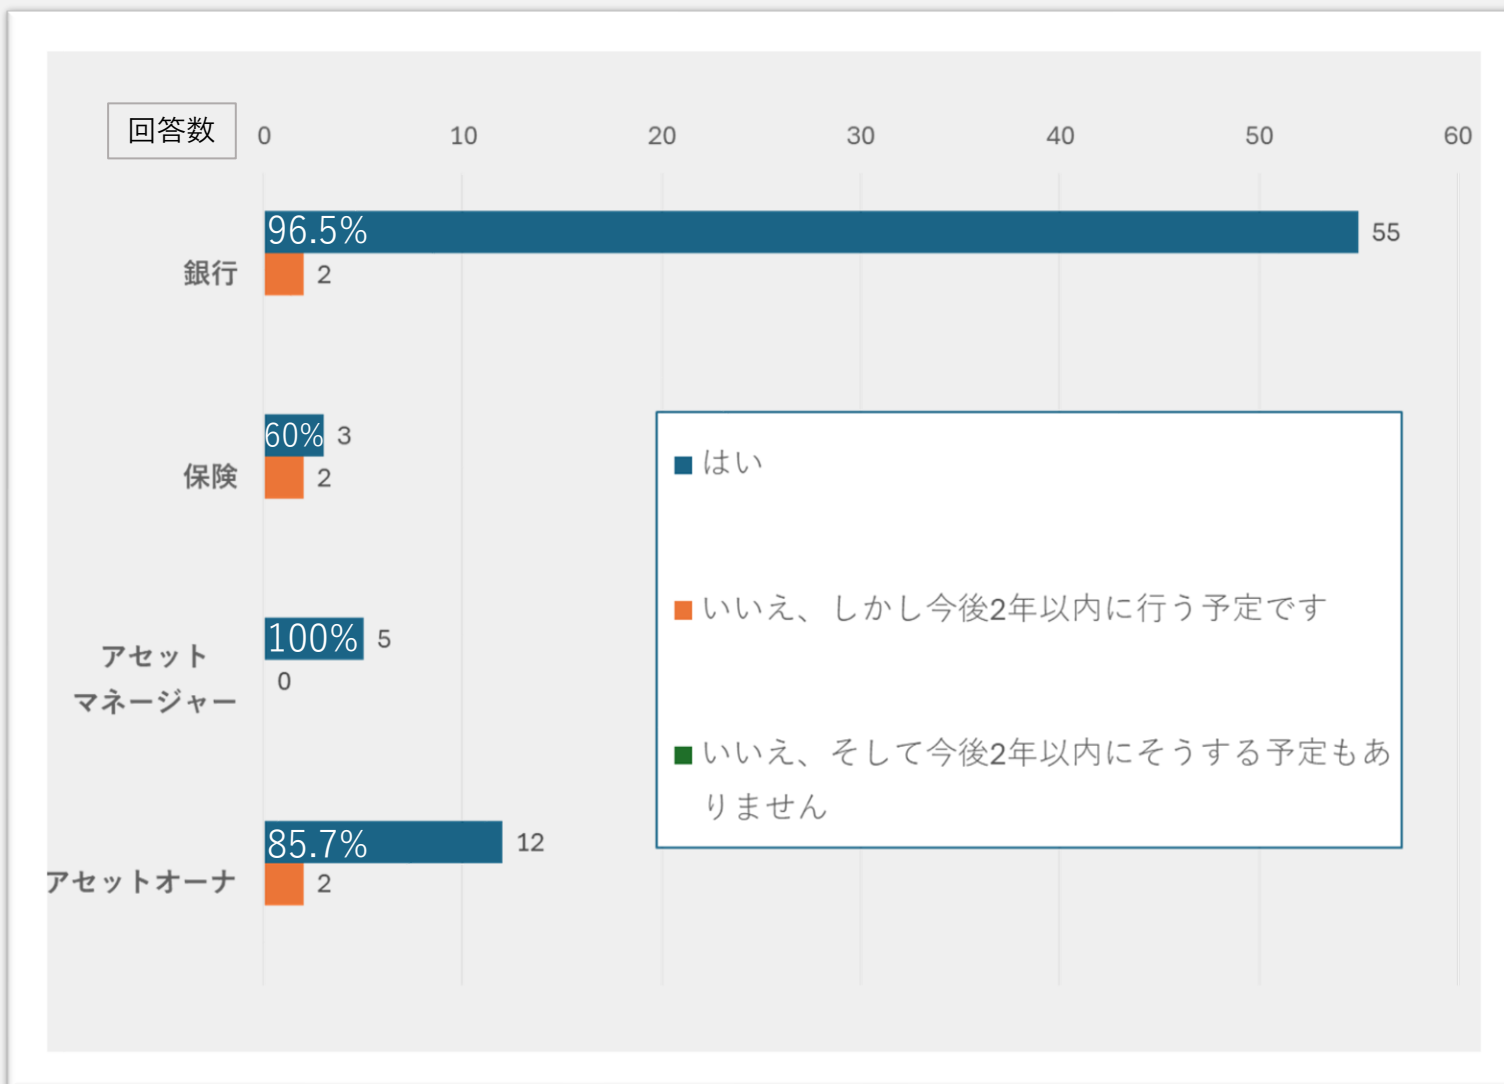 回答数 0 10 20 30 40 50 60
96.5% 55
銀行 2
60% 3
保険 2
100% 5
アセット
マネージャー 0
85.7% 12
アセットオーナ 2
はい
いいえ、しかし今後2年以内に行う予定です
いいえ、そして今後2年以内にそうする予定もあ
りません